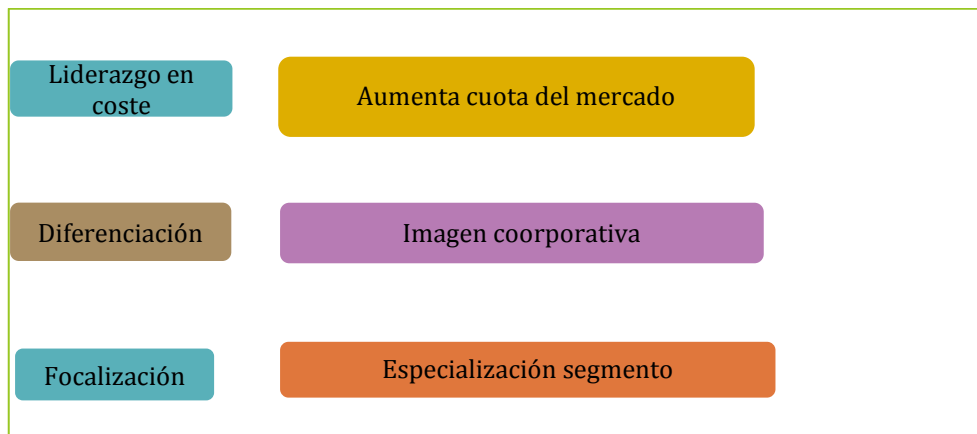 Liderazgo en
coste
Aumenta cuota del mercado
Diferenciación
Imagen coorporativa
Focalización
Especialización segmento